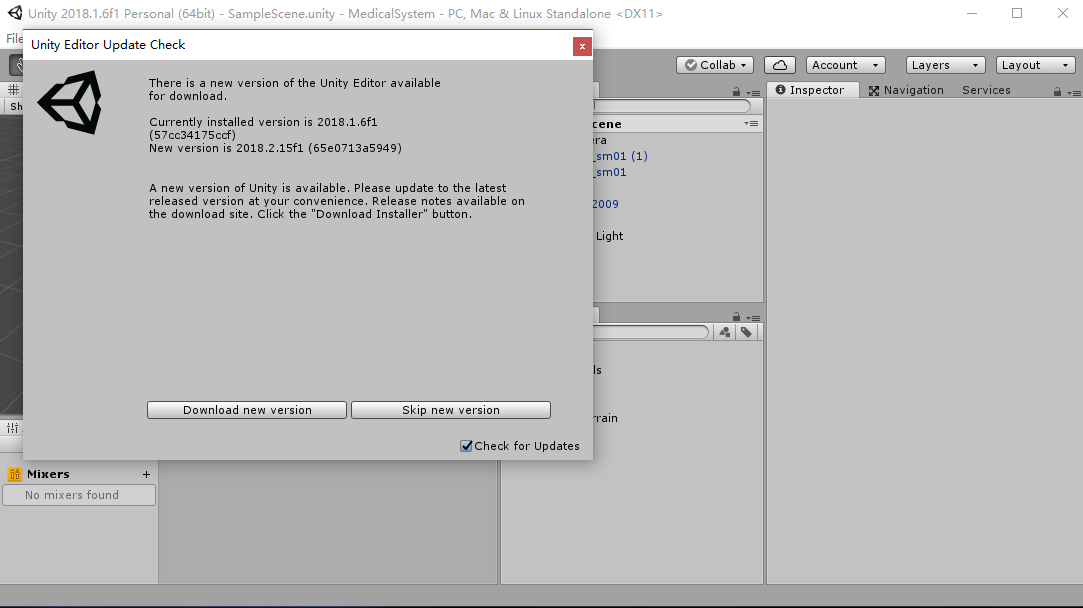 Unity 2018.1.6f1 Personal (64bit) - SampleScene.unity - MedicalSystem - PC, Mac & Linux Standalone <DX11>
File
Unity Editor Update Check
x
Collab
Account
Layers
Layout
There is a new version of the Unity Editor available
for download.
Currently installed version is 2018.1.6f1
(57cc34175ccf)
New version is 2018.2.15f1 (65e0713a5949)
A new version of Unity is available. Please update to the latest
released version at your convenience. Release notes available on
the download site. Click the "Download Installer" button.
Download new version
Skip new version
Check for Updates
Sh
cene
ra
_sm01 (1)
_sm01
2009
Light
ls
rrain
Inspector
Navigation
Services
Mixers
+
No mixers found